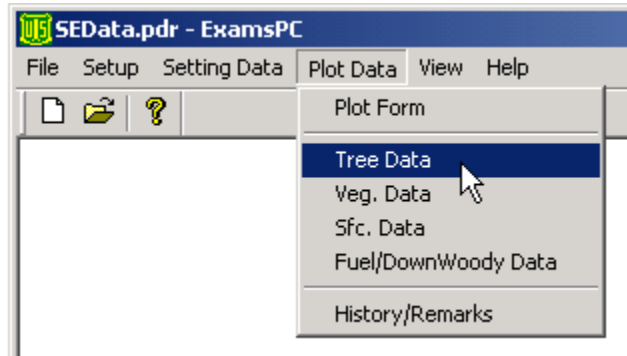 SEData.pdr - ExamsPC
File Setup Setting Data Plot Data View Help
Plot Form
Tree Data
Veg. Data
Sfc. Data
Fuel/DownWoody Data
History/Remarks